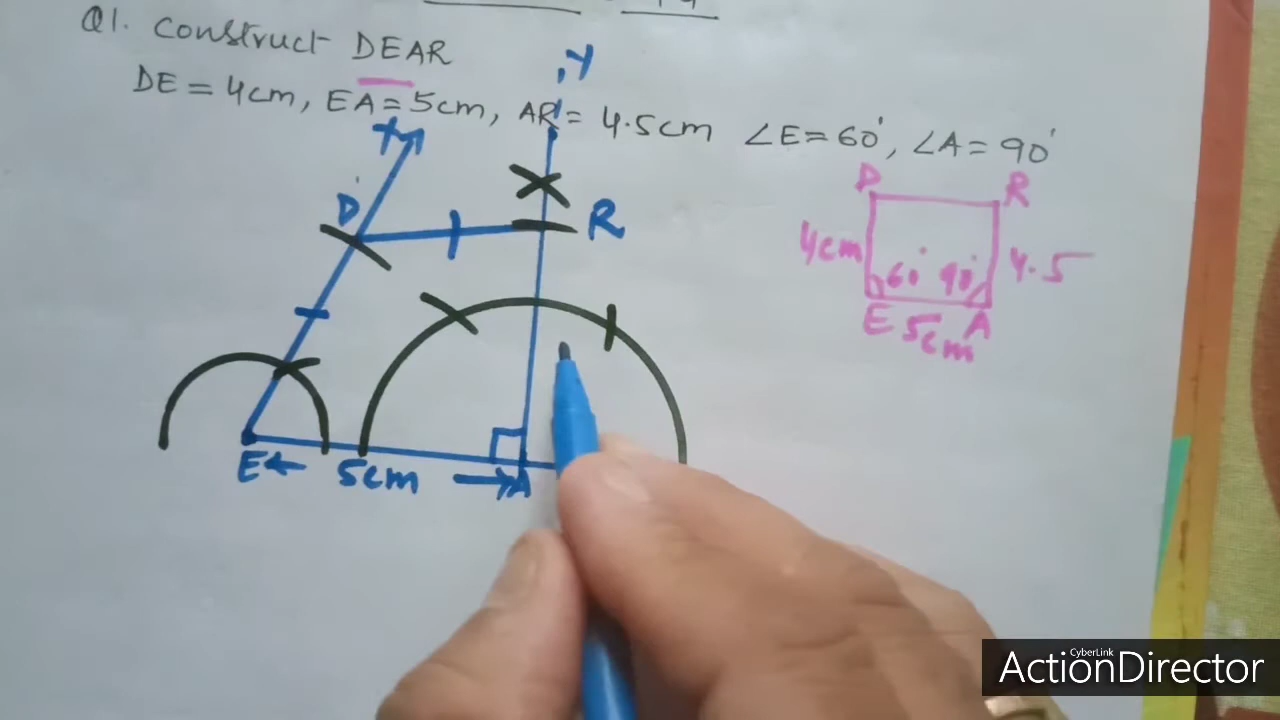 Q1. Construct DEAR
DE = 4cm, EA = 5cm, AR = 4.5cm ∠E = 60°, ∠A = 90°
Y
X
D
R
E ← 5cm → A
D R
4cm 60° 90° 4.5
E 5cm A
CyberLink
ActionDirector